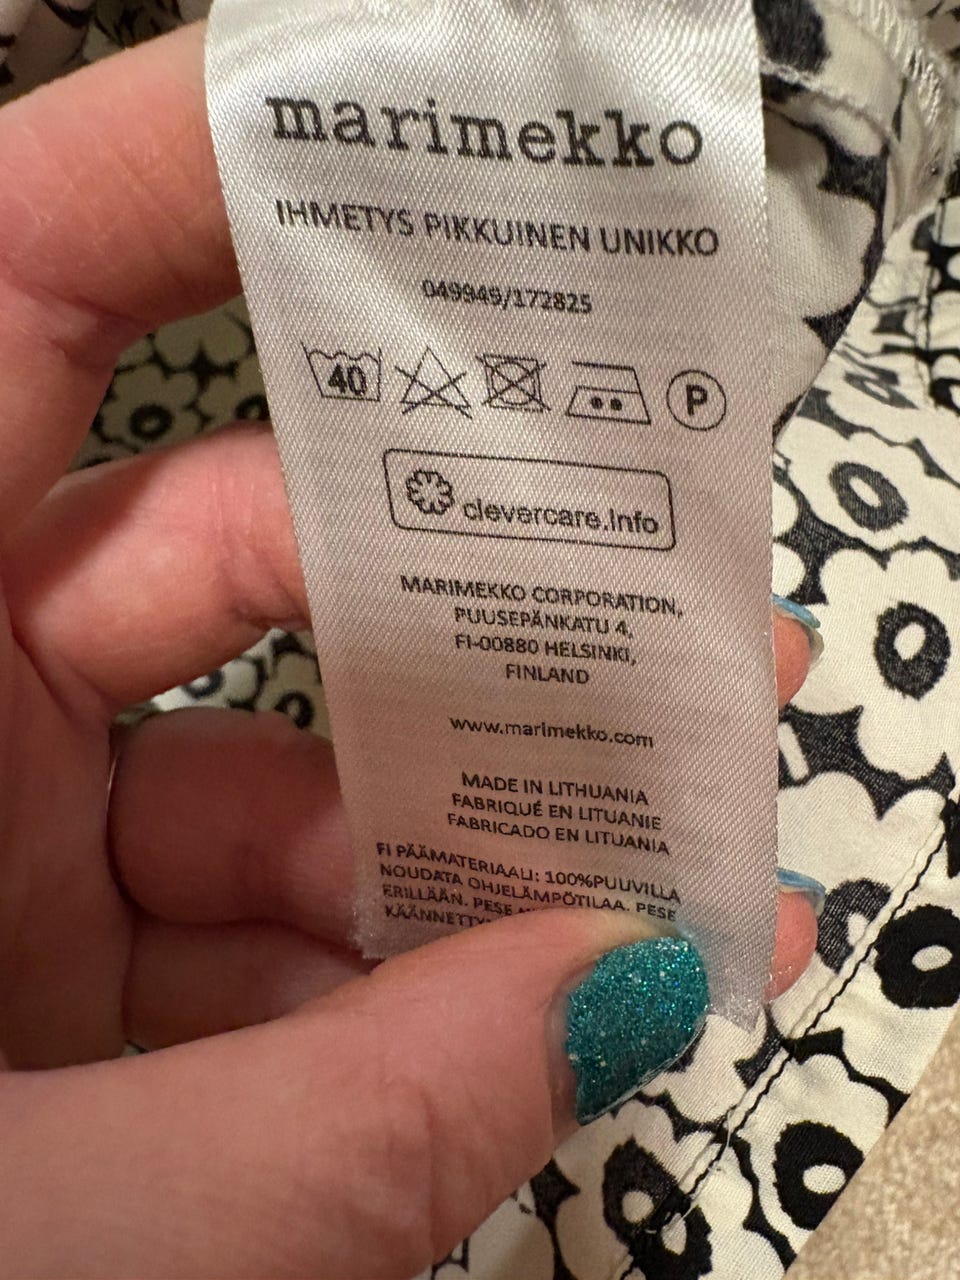 marimekko
IHMETYS PIKKUINEN UNIKKO
049949/172825
40 P
clevercare.info
MARIMEKKO CORPORATION,
PUUSEPÄNKATU 4,
FI-00880 HELSINKI,
FINLAND
www.marimekko.com
MADE IN LITHUANIA
FABRIQUÉ EN LITUANIE
FABRICADO EN LITUANIA
FI PÄÄMATERIAALI: 100%PUUVILLA
NOUDATA OHJELÄMPÖTILAA. PESE
ERILLÄÄN. PESE